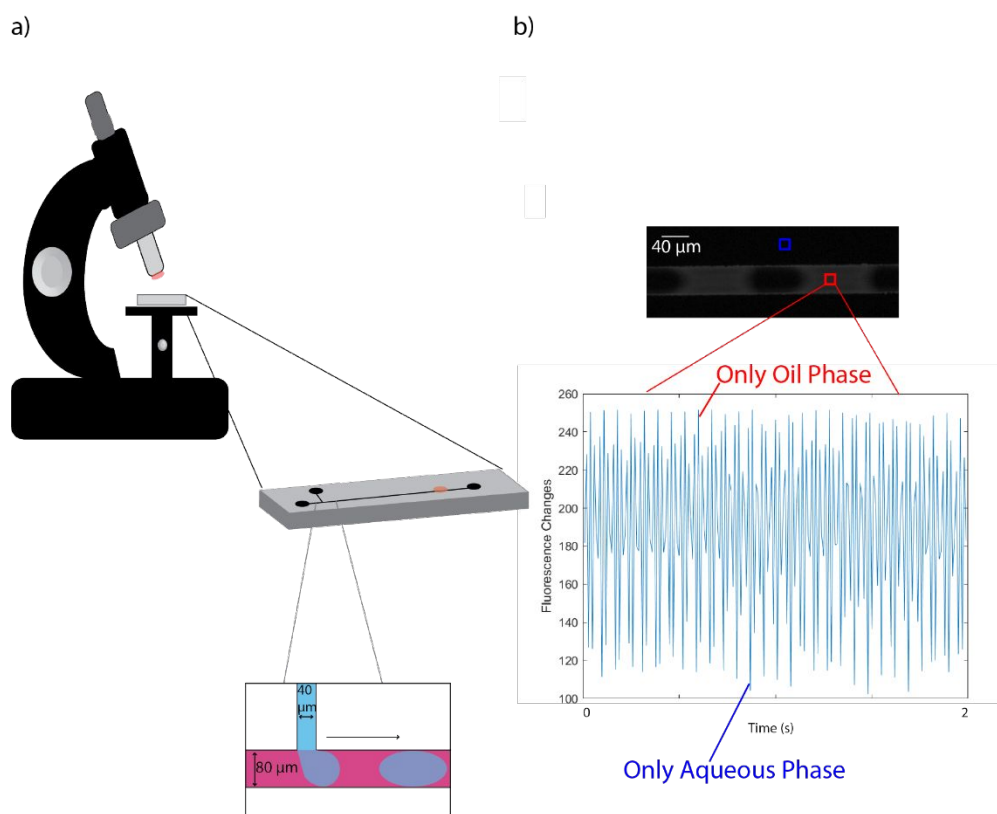 a)
b)
40 µm
Only Oil Phase
260
240
220
200
180
160
140
120
100
Fluorescence Changes
0
2
Time (s)
Only Aqueous Phase
40
µm
80 µm